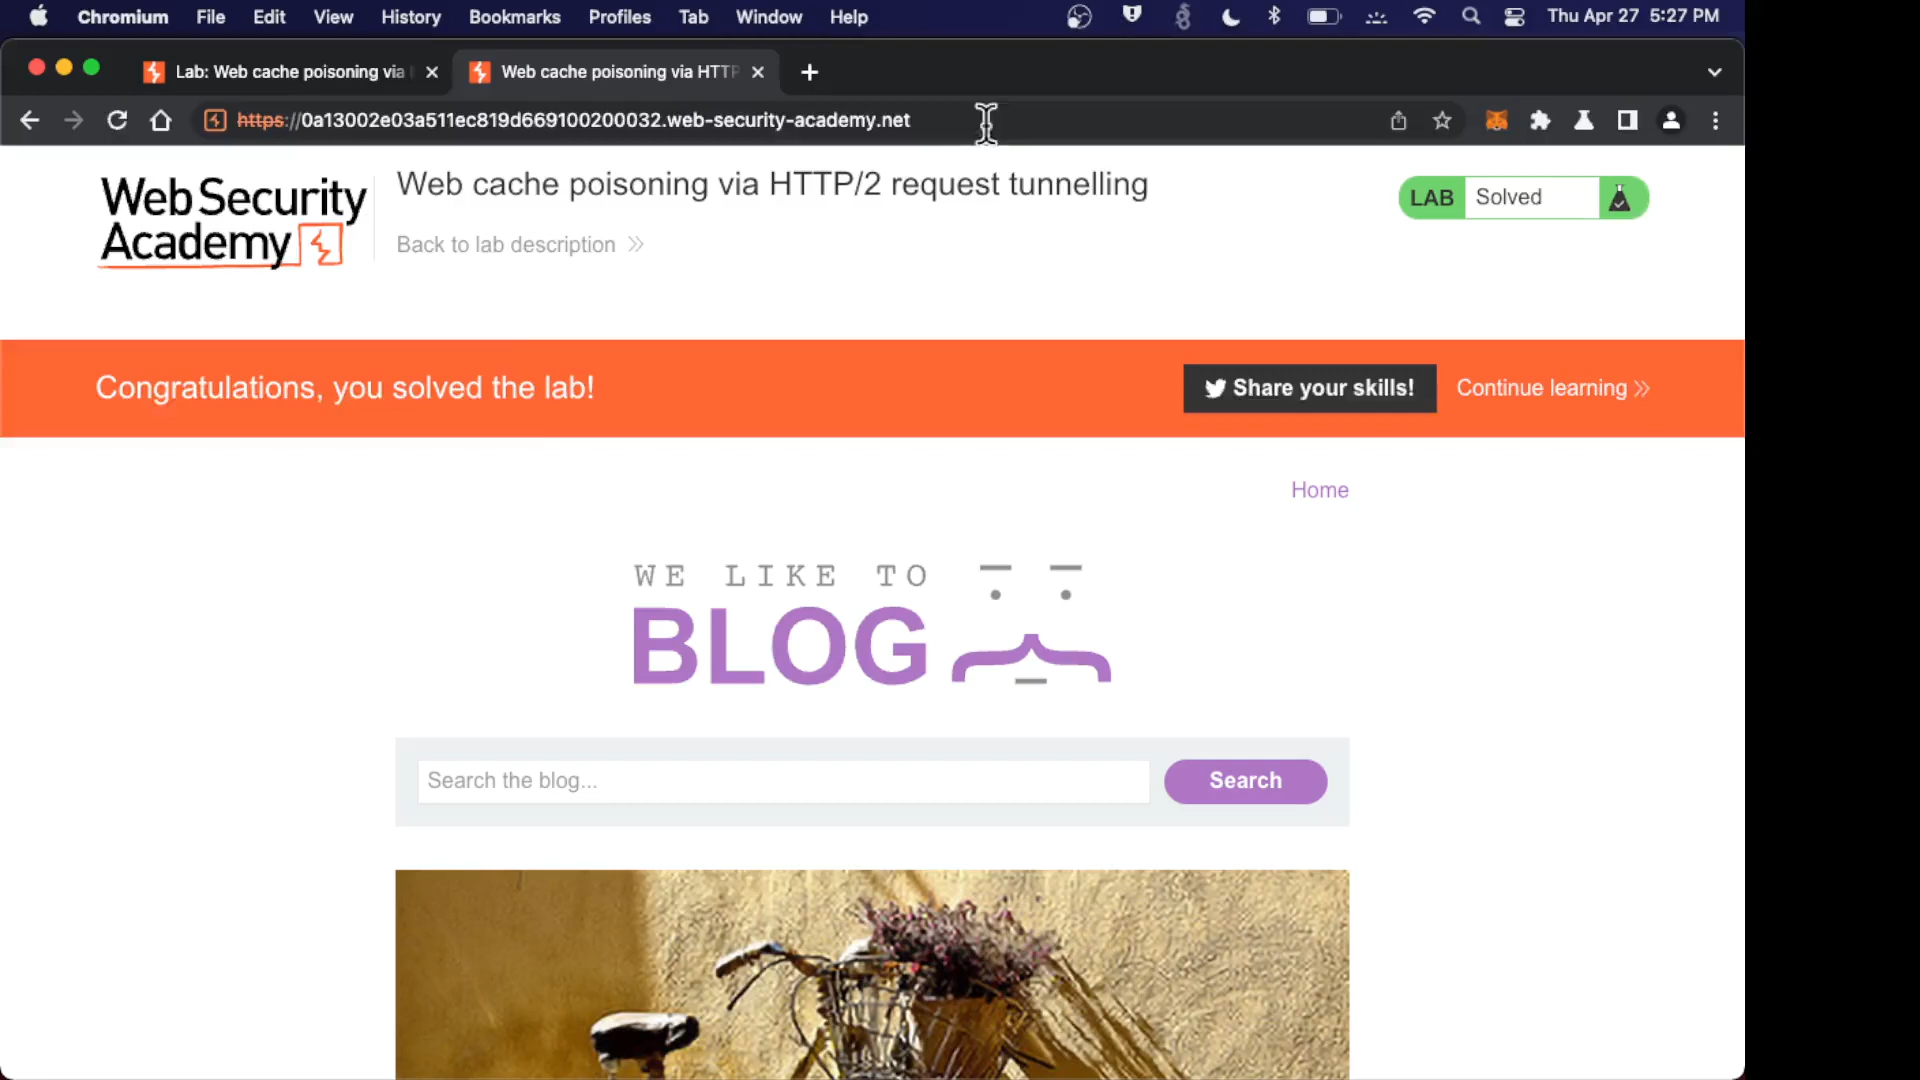 Chromium File Edit View History Bookmarks Profiles Tab Window Help Thu Apr 27 5:27 PM
Lab: Web cache poisoning via Web cache poisoning via HTTP
https://0a13002e03a511ec819d669100200032.web-security-academy.net
Web Security
Academy
Web cache poisoning via HTTP/2 request tunnelling
Back to lab description
LAB Solved
Congratulations, you solved the lab!
Share your skills!
Continue learning
Home
WE LIKE TO
BLOG
Search the blog...
Search